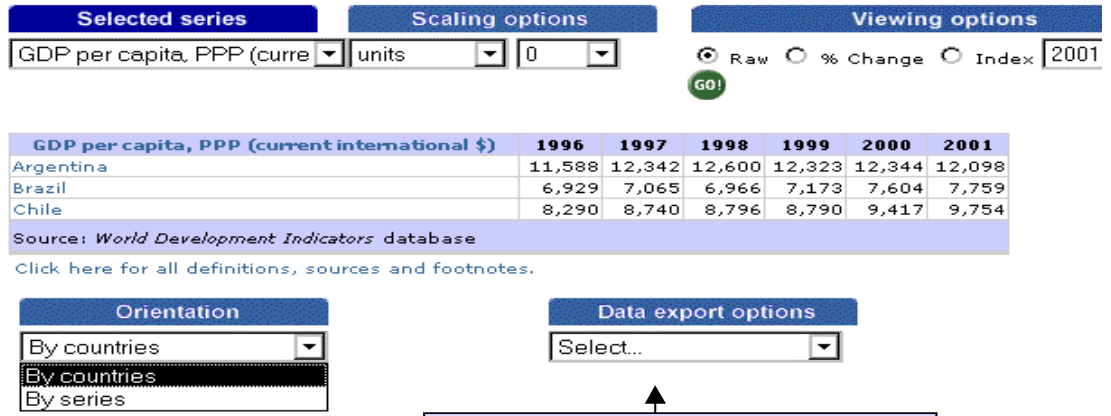 Selected series Scaling options Viewing options
GDP per capita, PPP (curre units 0 Raw % Change Index 2001
GO!
GDP per capita, PPP (current international $) 1996 1997 1998 1999 2000 2001
Argentina 11,588 12,342 12,600 12,323 12,344 12,098
Brazil 6,929 7,065 6,966 7,173 7,604 7,759
Chile 8,290 8,740 8,796 8,790 9,417 9,754
Source: World Development Indicators database
Click here for all definitions, sources and footnotes.
Orientation Data export options
By countries Select...
By countries
By series